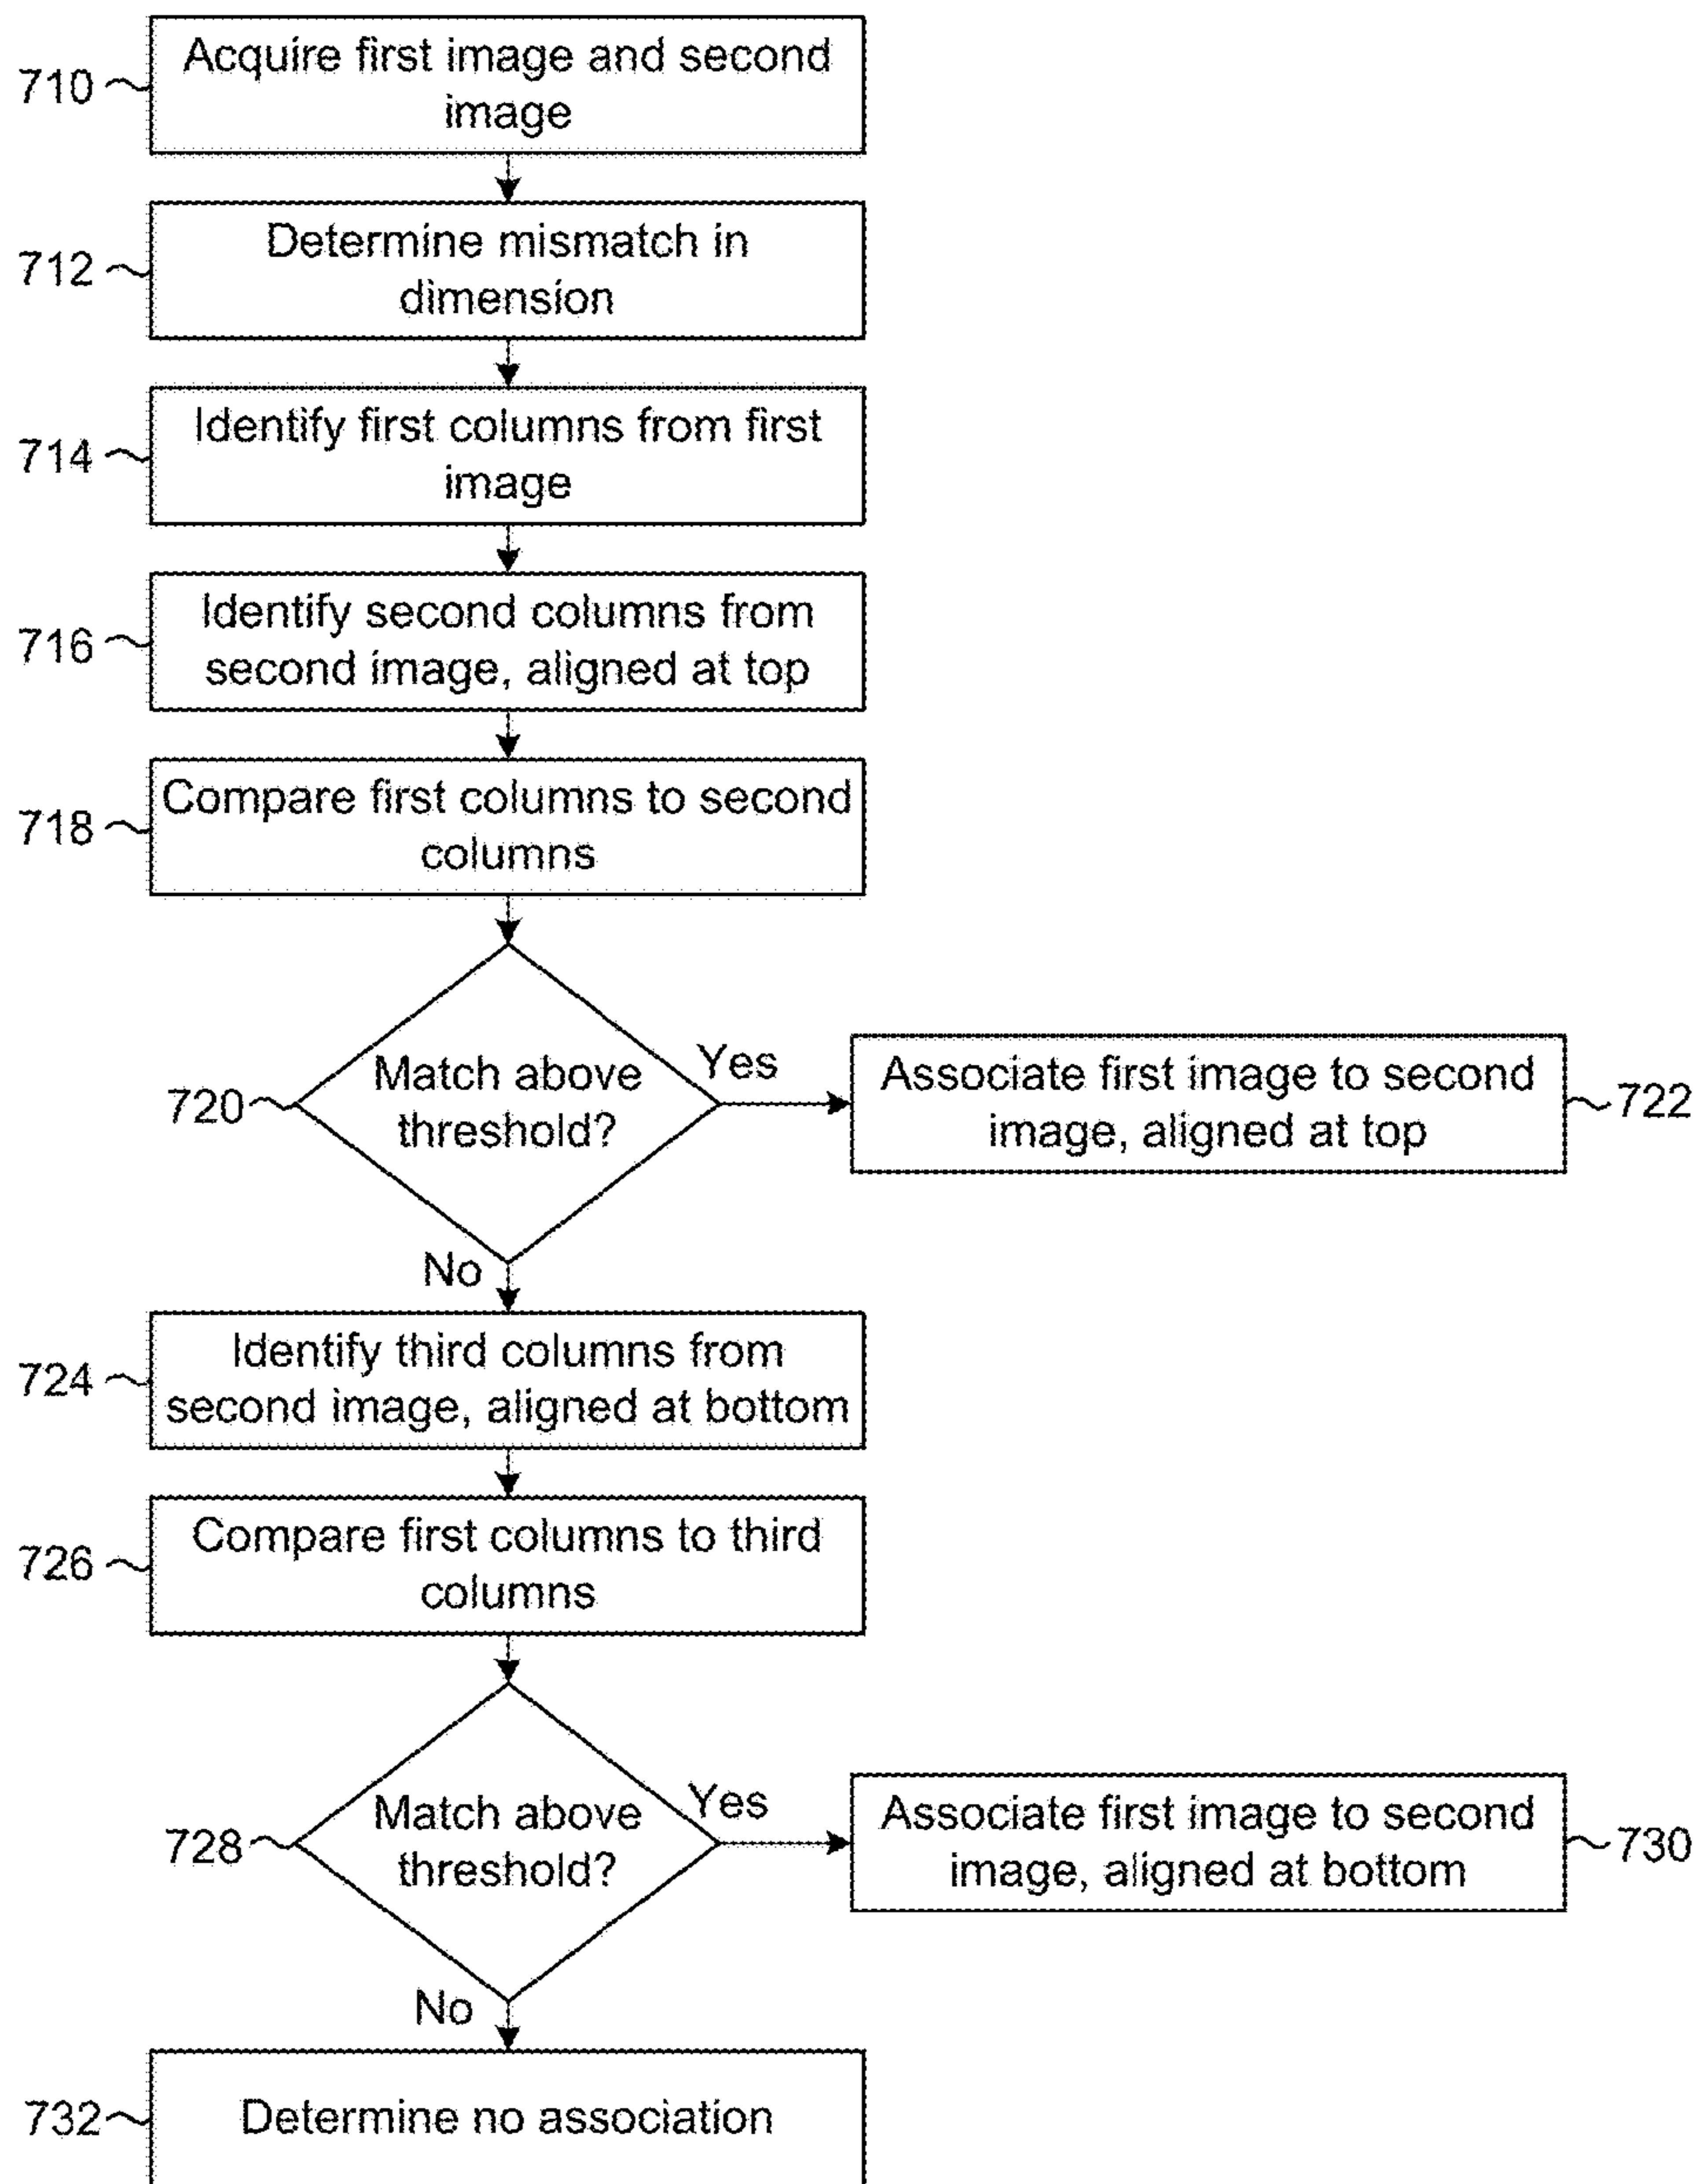 710
Acquire first image and second
image
712
Determine mismatch in
dimension
714
Identify first columns from first
image
716
Identify second columns from
second image, aligned at top
718
Compare first columns to second
columns
720
Match above
threshold?
Yes
Associate first image to second
image, aligned at top
722
No
724
Identify third columns from
second image, aligned at bottom
726
Compare first columns to third
columns
728
Match above
threshold?
Yes
Associate first image to second
image, aligned at bottom
730
No
732
Determine no association